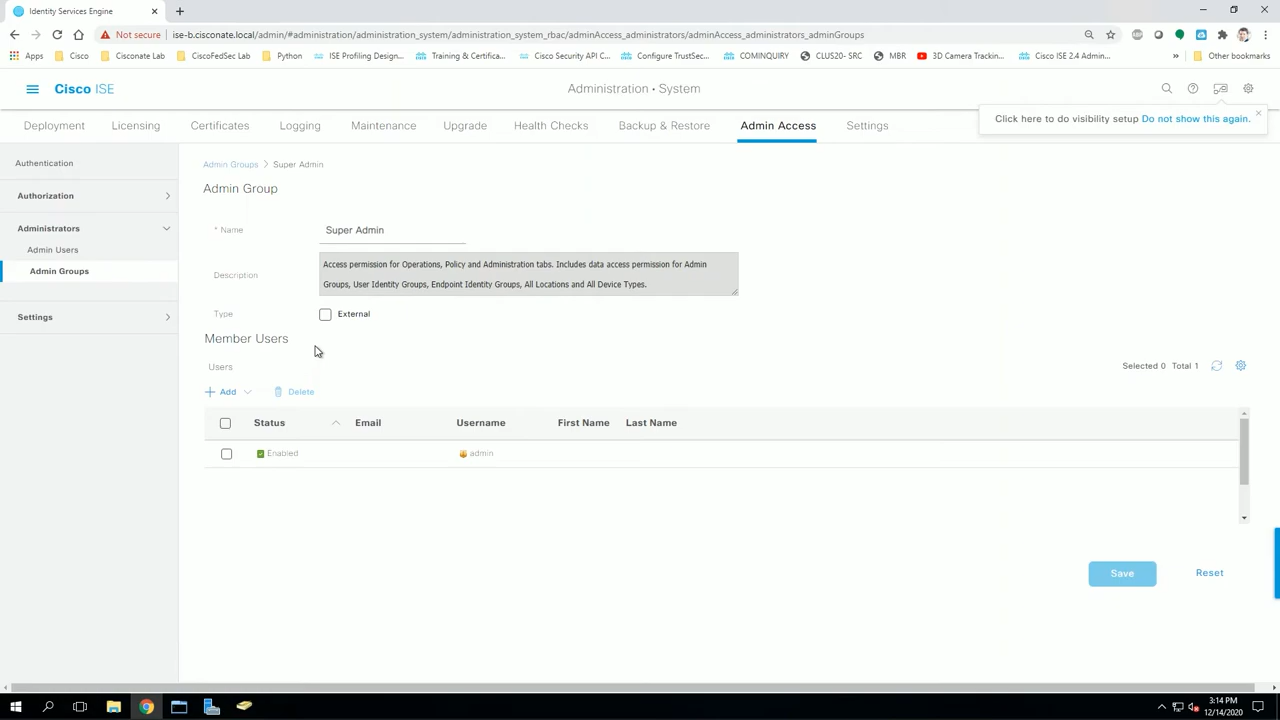 Identity Services Engine
Not secure
ise-b.cisconate.local/admin/#administration/administration_system/administration_system_rbac/adminAccess_administrators/adminAccess_administrators_adminGroups
Apps Cisco Cisconate Lab CiscoFedSec Lab Python ISE Profiling Design... Training & Certifica... Cisco Security API C... Configure TrustSec... COMINQUIRY CLUS20- SRC MBR 3D Camera Trackin... Cisco ISE 2.4 Admin... » Other bookmarks
Cisco ISE
Administration • System
Click here to do visibility setup Do not show this again.
Deployment Licensing Certificates Logging Maintenance Upgrade Health Checks Backup & Restore Admin Access Settings
Authentication
Authorization
Administrators
Admin Users
Admin Groups
Settings
Admin Groups > Super Admin
Admin Group
* Name Super Admin
Description
Access permission for Operations, Policy and Administration tabs. Includes data access permission for Admin
Groups, User Identity Groups, Endpoint Identity Groups, All Locations and All Device Types.
Type External
Member Users
Users
Selected 0 Total 1
Add Delete
Status Email Username First Name Last Name
Enabled admin
Save Reset
3:14 PM
12/14/2020